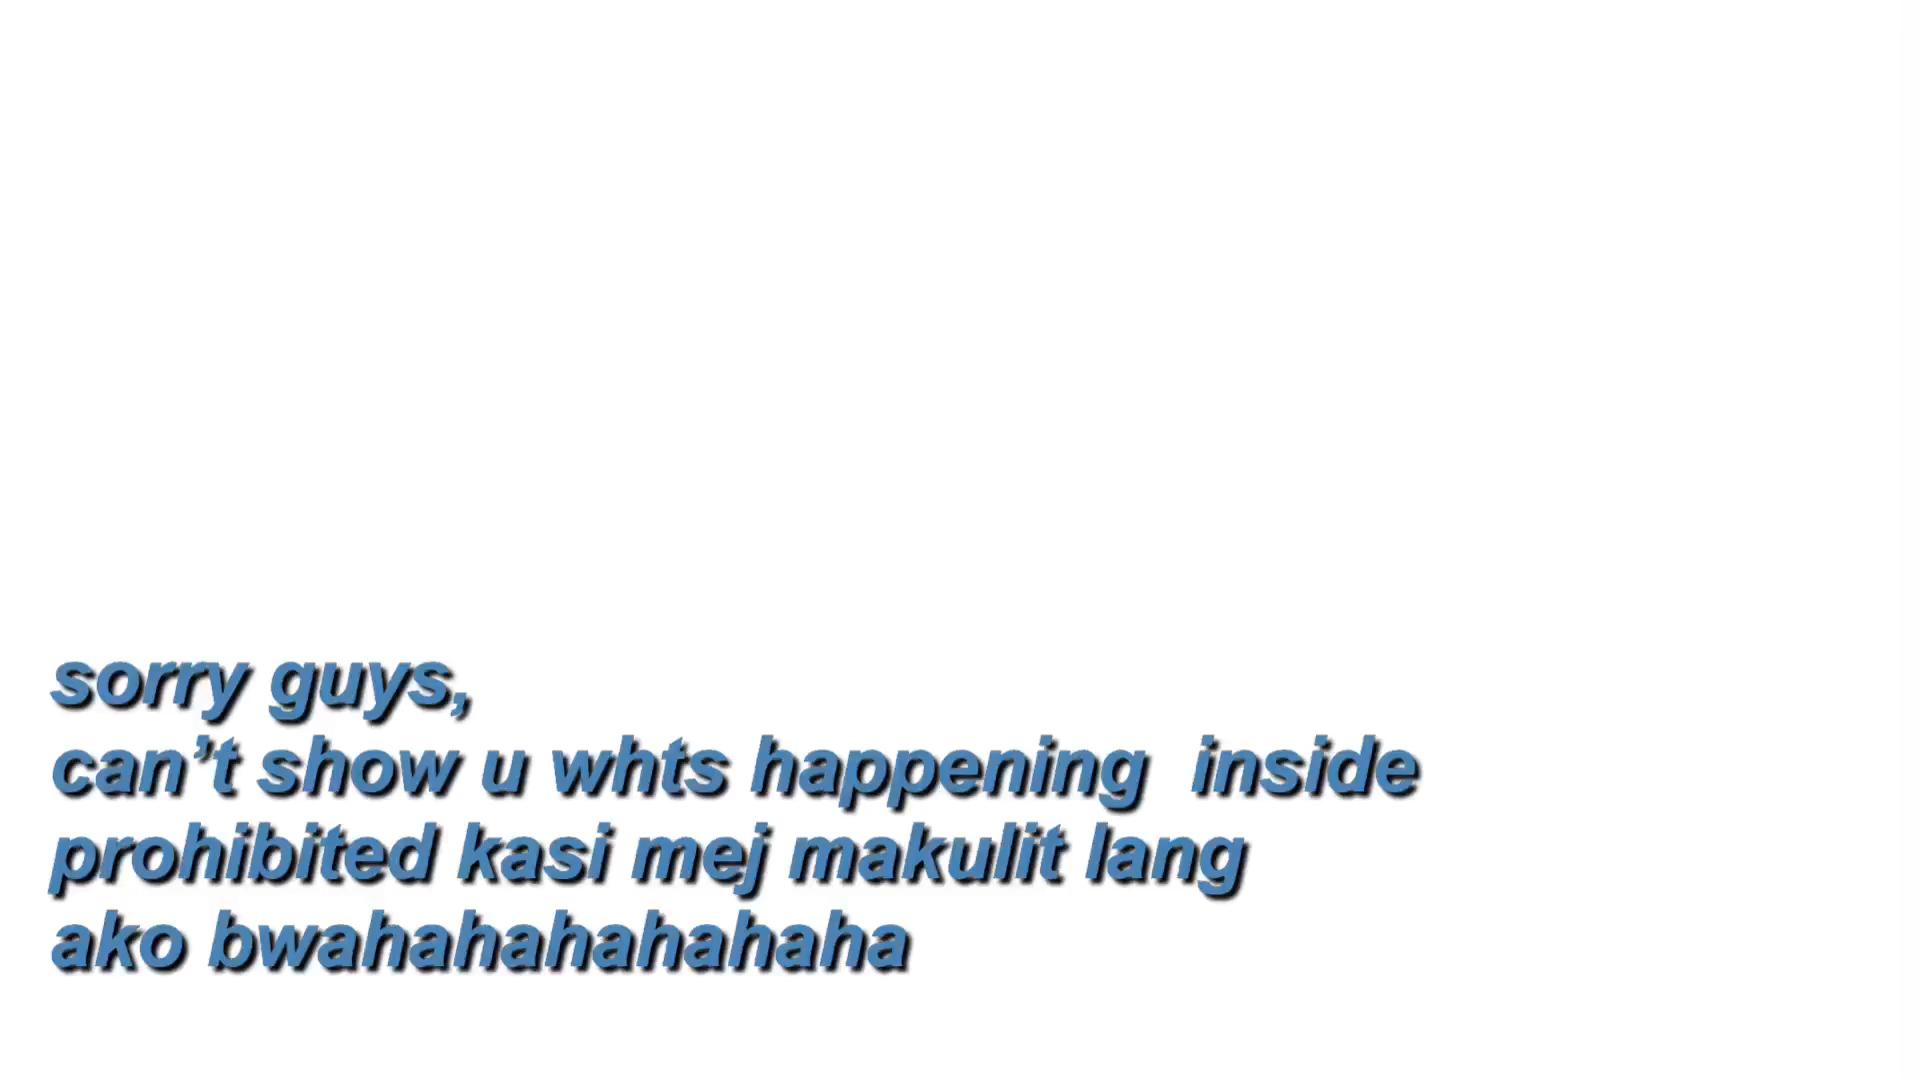 sorry guys,
can’t show u whts happening  inside
prohibited kasi mej makulit lang
ako bwahahahahahaha